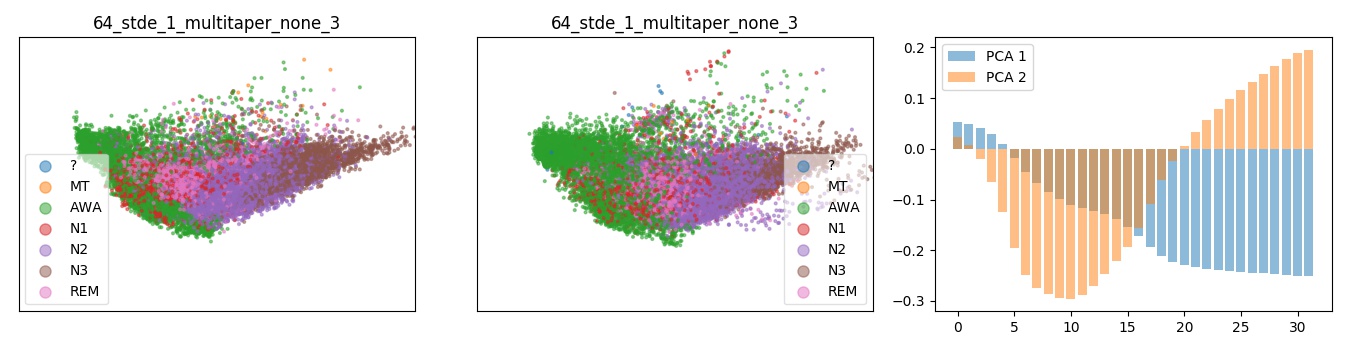 64_stde_1_multitaper_none_3
?
MT
AWA
N1
N2
N3
REM
64_stde_1_multitaper_none_3
?
MT
AWA
N1
N2
N3
REM
PCA 1
PCA 2
0.2
0.1
0.0
−0.1
−0.2
−0.3
0 5 10 15 20 25 30